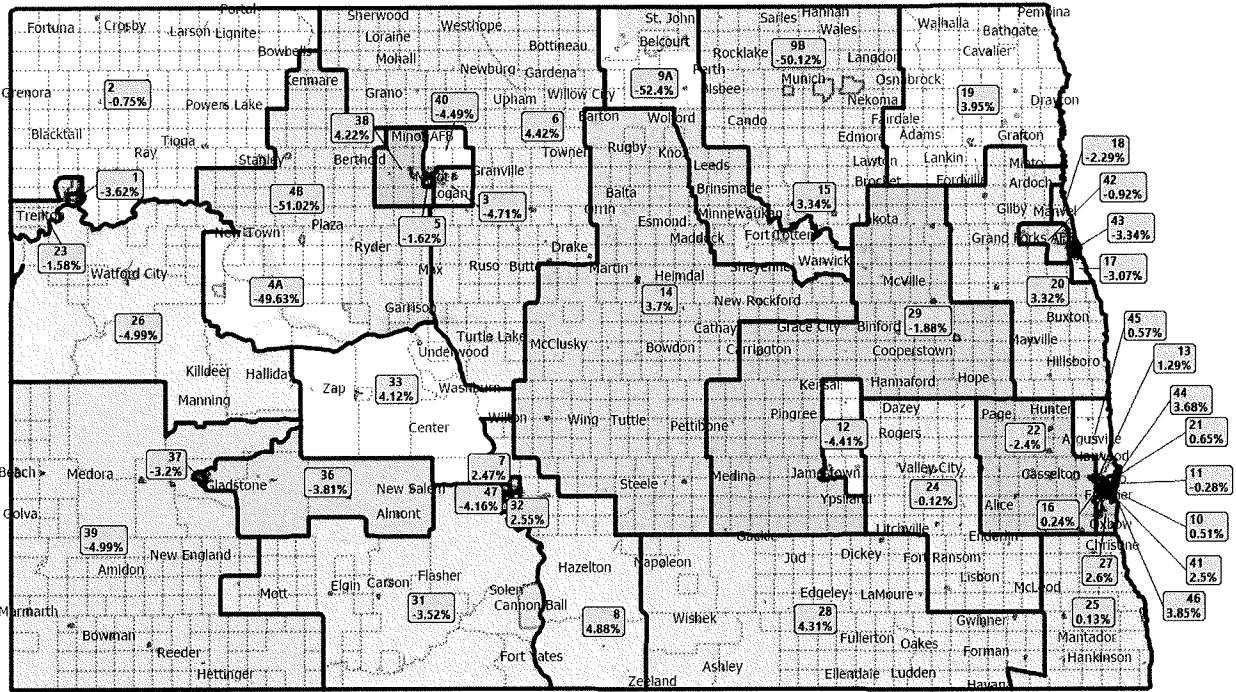 Portal
Fortuna Crosby Larson Lignite
Bowbells
Sherwood
Loraine
Mohall
Westhope
Bottineau
Newburg
Gardena
Willow City
Upham
St. John
Belcourt
Sarles Hannah
Wales
Rocklake
9B
-50.12%
Langdon
Walhalla
Pembina
Bathgate
Cavalier
2
-0.75%
Grenora
Powers Lake
Kenmare
Grano
40
-4.49%
9A
-52.4%
Perth
Bisbee
Munich
Osnabrock
Nekoma
19
3.95%
Drayton
Blacktail
Tioga
Ray
Stanley
38
4.22%
Minot AFB
6
4.42%
Barton
Wolford
Cando
Fairdale
Edmore
Adams
Grafton
18
-2.29%
Berthold
Towner
Rugby
Knox
Leeds
Lawton
Lankin
Minto
1
-3.62%
4B
-51.02%
Granville
Logan
3
-4.71%
Balta
Orrin
Brinsmade
15
3.34%
Brocket
Fordville
Ardoch
42
-0.92%
Trenton
Plaza
5
-1.62%
Esmond
Minnewaukan
Lakota
Gilby
Manvel
43
-3.34%
23
-1.58%
New Town
Ryder
Drake
Maddock
Fort Totten
Grand Forks AFB
Watford City
Max
Ruso
Butte
Martin
Sheyenne
Warwick
17
-3.07%
4A
-49.63%
Heimdal
14
3.7%
McVille
20
3.32%
Garrison
New Rockford
26
-4.99%
Turtle Lake
McClusky
Cathay
Grace City
Binford
29
-1.88%
Buxton
45
0.57%
Underwood
Bowdon
Carrington
Cooperstown
Mayville
Hillsboro
13
1.29%
Killdeer
Halliday
Zap
33
4.12%
Washburn
Kensal
Hannaford
Hope
Manning
Center
Wilton
Wing
Tuttle
Pettibone
Pingree
Dazey
Page
Hunter
44
3.68%
12
-4.41%
Rogers
22
-2.4%
Argusville
Harwood
21
0.65%
37
-3.2%
Beach
Medora
Gladstone
36
-3.81%
New Salem
7
2.47%
Steele
Medina
Jamestown
Valley City
Casselton
11
-0.28%
Golva
Almont
47
-4.16%
32
2.55%
Ypsilanti
24
-0.12%
Alice
16
0.24%
10
0.51%
39
-4.99%
New England
Amidon
Litchville
Enderlin
Oxbow
Christine
Flasher
Hazelton
Napoleon
Jud
Dickey
Fort Ransom
27
2.6%
41
2.5%
Mott
Elgin
Carson
Solen
Lisbon
McLeod
Marmarth
31
-3.52%
Cannon Ball
8
4.88%
Wishek
Edgeley
LaMoure
28
4.31%
25
0.13%
46
3.85%
Bowman
Reeder
Gwinner
Mantador
Fullerton
Oakes
Forman
Hankinson
Hettinger
Fort Yates
Zeeland
Ashley
Ellendale
Ludden
Havana